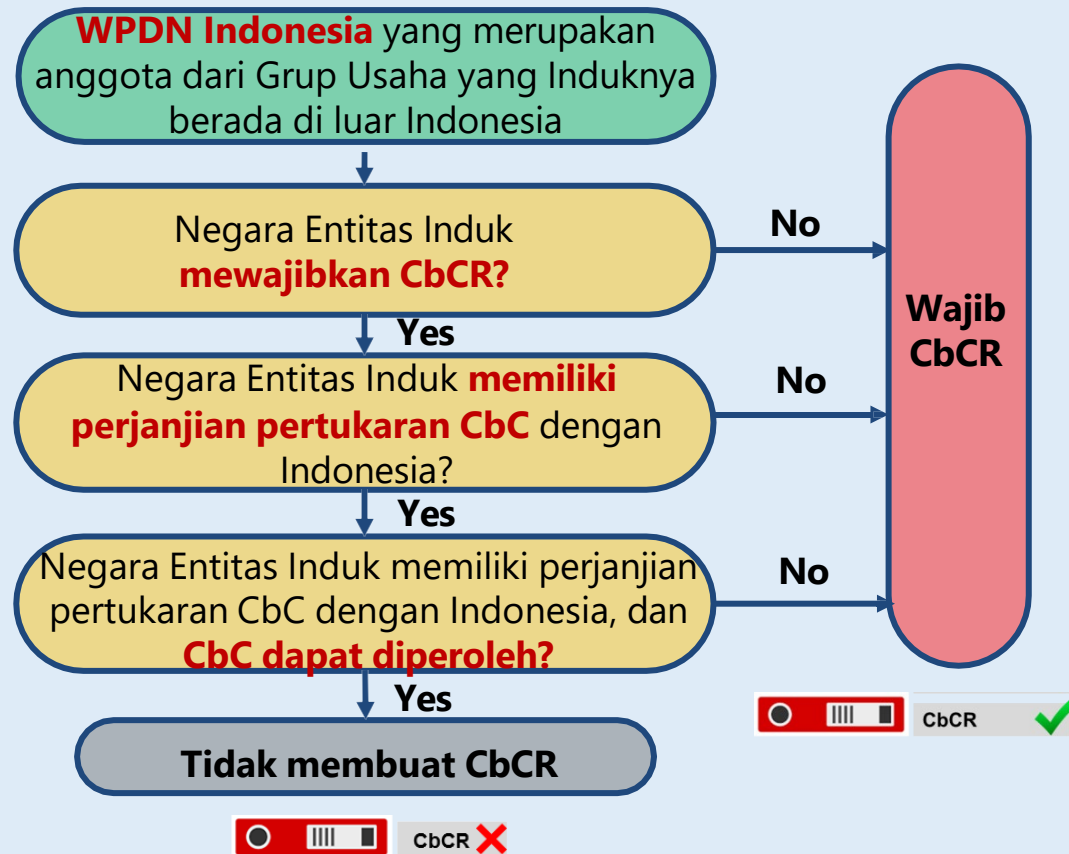 WPDN Indonesia yang merupakan
anggota dari Grup Usaha yang Induknya
berada di luar Indonesia
Negara Entitas Induk
mewajibkan CbCR?
No
Yes
Negara Entitas Induk memiliki
perjanjian pertukaran CbC dengan
Indonesia?
No
Yes
Negara Entitas Induk memiliki perjanjian
pertukaran CbC dengan Indonesia, dan
CbC dapat diperoleh?
No
Yes
Tidak membuat CbCR
CbCR
Wajib
CbCR
CbCR